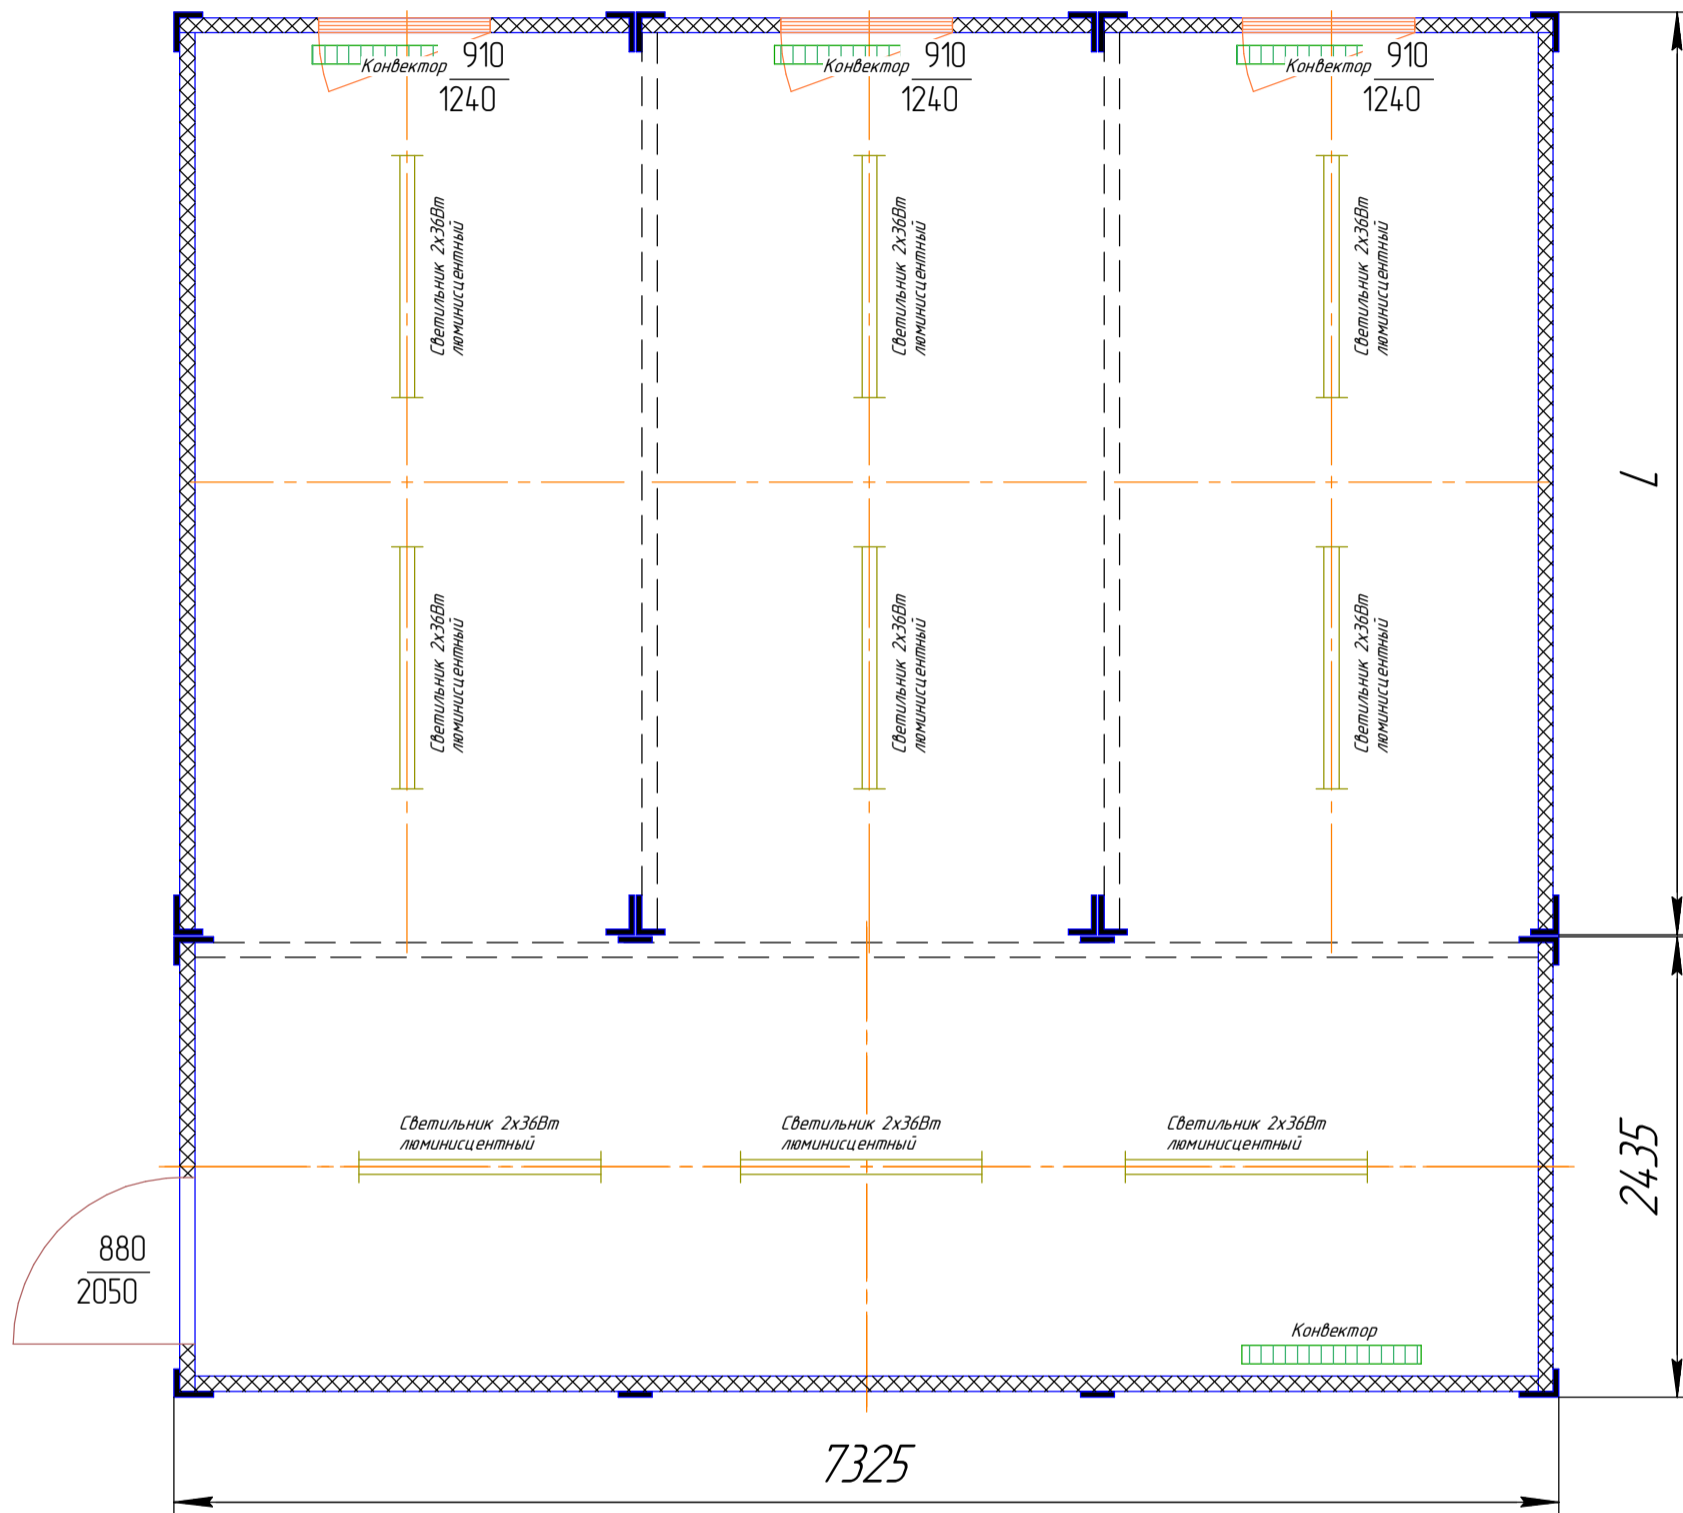 Конвектор 910
1240
Конвектор 910
1240
Конвектор 910
1240
Светильник 2х36Вт
люминисцентный
Светильник 2х36Вт
люминисцентный
Светильник 2х36Вт
люминисцентный
L
Светильник 2х36Вт
люминисцентный
Светильник 2х36Вт
люминисцентный
Светильник 2х36Вт
люминисцентный
Светильник 2х36Вт
люминисцентный
Светильник 2х36Вт
люминисцентный
Светильник 2х36Вт
люминисцентный
2435
880
2050
Конвектор
7325